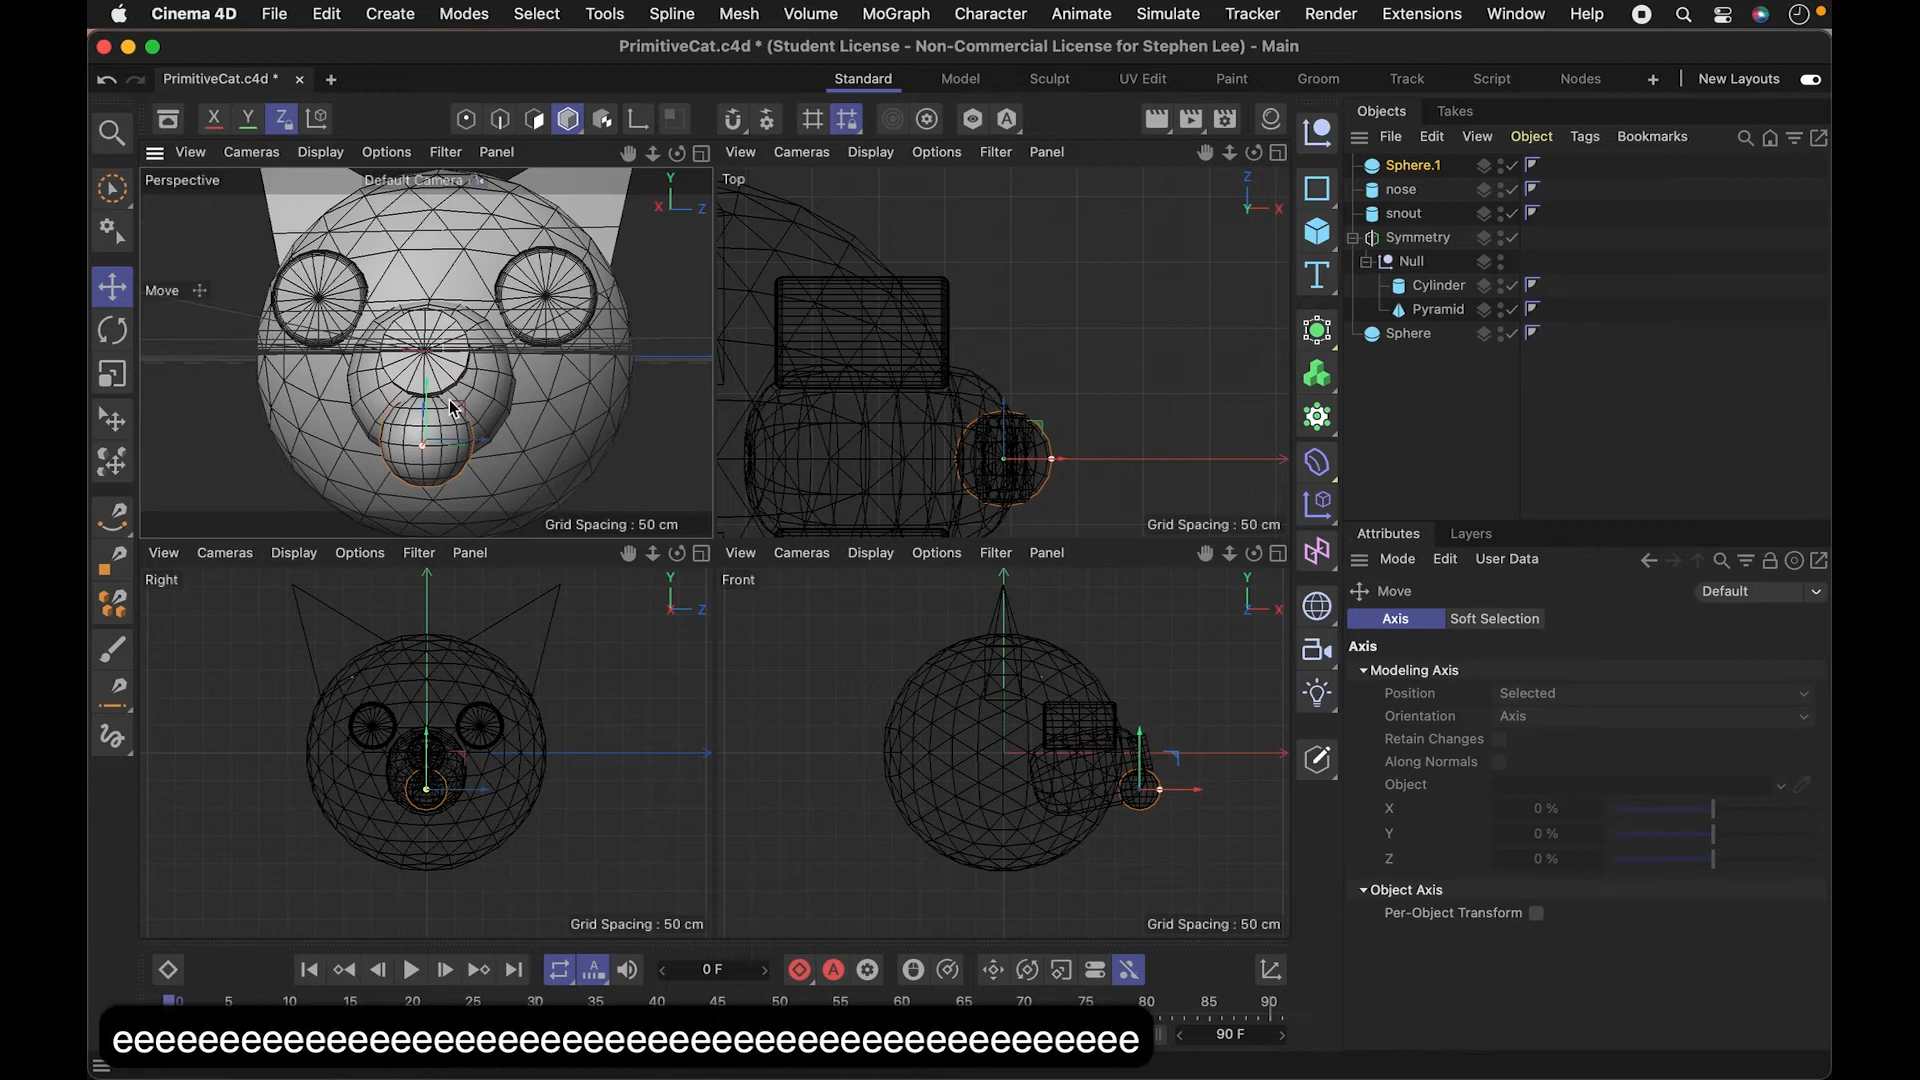 Cinema 4D File Edit Create Modes Select Tools Spline Mesh Volume MoGraph Character Animate Simulate Tracker Render Extensions Window Help
PrimitiveCat.c4d * (Student License - Non-Commercial License for Stephen Lee) - Main
PrimitiveCat.c4d * Standard Model Sculpt UV Edit Paint Groom Track Script Nodes New Layouts
Objects Takes
X Y Z
File Edit View Object Tags Bookmarks
View Cameras Display Options Filter Panel
View Cameras Display Options Filter Panel
Perspective
Default Camera
Y
X Z
Top
Z
Y X
Move
Grid Spacing : 50 cm
Grid Spacing : 50 cm
Sphere.1
nose
snout
Symmetry
Null
Cylinder
Pyramid
Sphere
View Cameras Display Options Filter Panel
View Cameras Display Options Filter Panel
Right
Y
X Z
Front
Y
Z X
Grid Spacing : 50 cm
Grid Spacing : 50 cm
Attributes Layers
Mode Edit User Data
Move
Default
Axis Soft Selection
Axis
Modeling Axis
Position Selected
Orientation Axis
Retain Changes
Along Normals
Object
X 0 %
Y 0 %
Z 0 %
Object Axis
Per-Object Transform
0 F
0 5 10 15 20 25 30 35 40 45 50 55 60 65 70 75 80 85 90
90 F
eeeeeeeeeeeeeeeeeeeeeeeeeeeeeeeeeeeeeeeeeeeeeeee